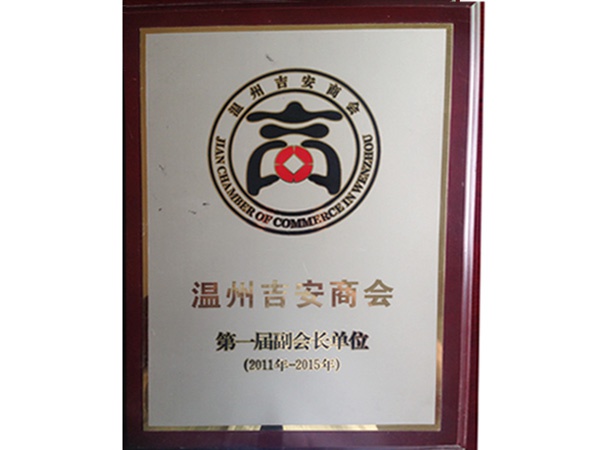 温州吉安商会
JIAN CHAMBER OF COMMERCE IN WENZHOU
温州吉安商会
第一届副会长单位
(2011年-2015年)